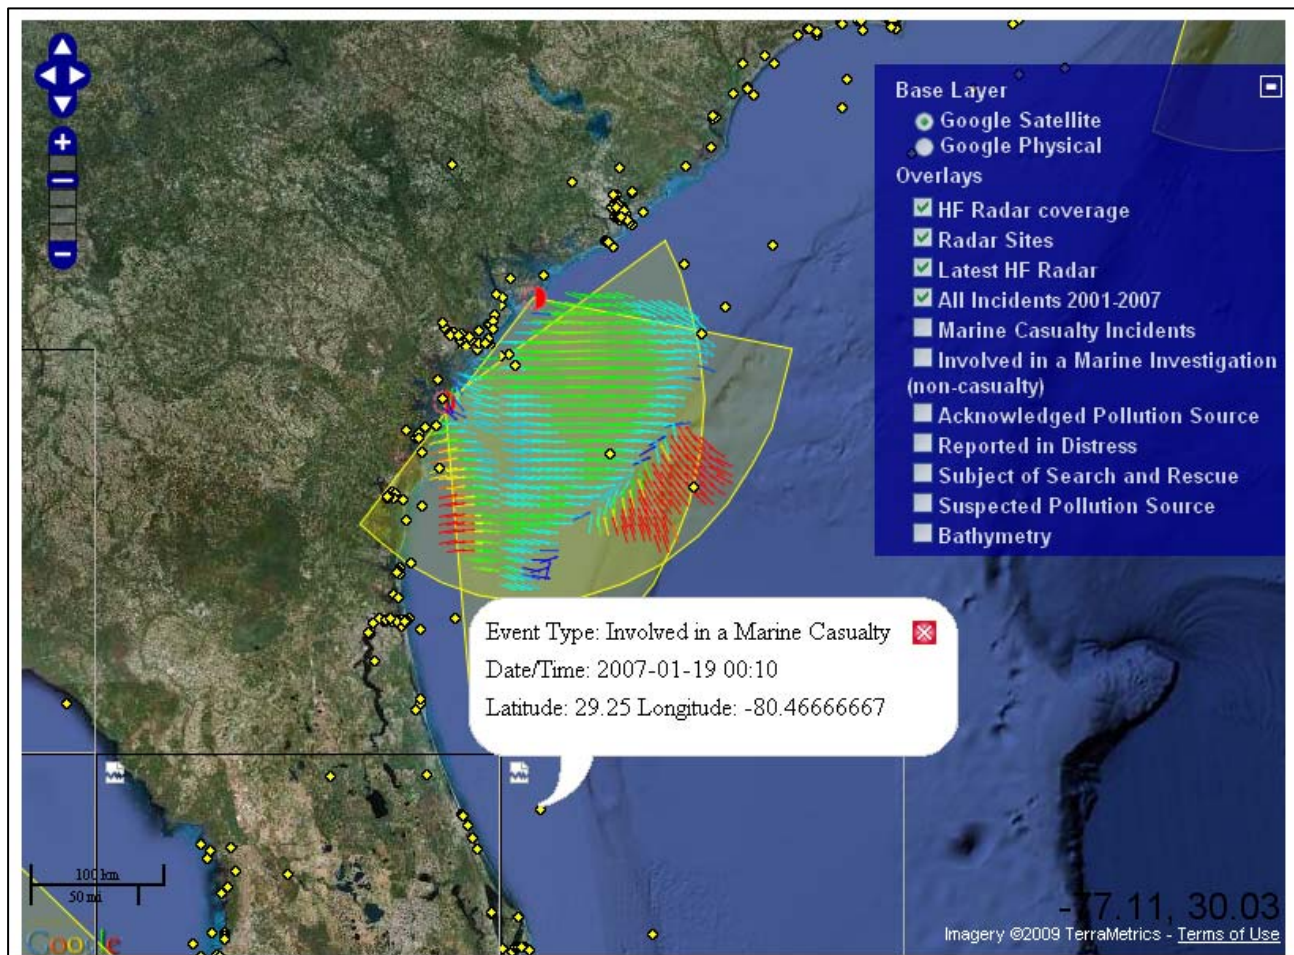 Base Layer
Google Satellite
Google Physical
Overlays
HF Radar coverage
Radar Sites
Latest HF Radar
All Incidents 2001-2007
Marine Casualty Incidents
Involved in a Marine Investigation
(non-casualty)
Acknowledged Pollution Source
Reported in Distress
Subject of Search and Rescue
Suspected Pollution Source
Bathymetry
Event Type: Involved in a Marine Casualty
Date/Time: 2007-01-19 00:10
Latitude: 29.25 Longitude: -80.46666667
100 km
50 mi
Google
-77.11, 30.03
Imagery ©2009 TerraMetrics - Terms of Use